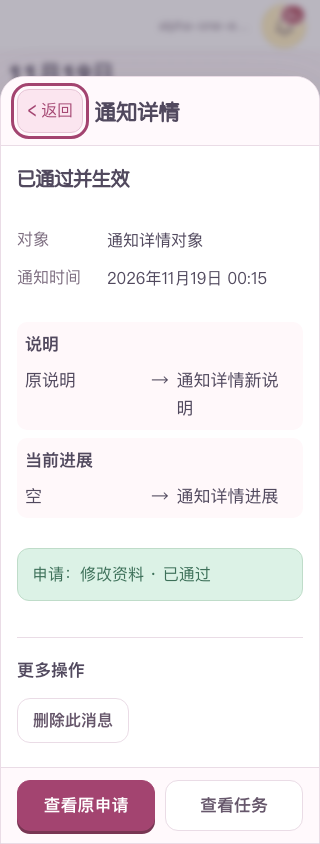 < 返回
通知详情
已通过并生效
对象 通知详情对象
通知时间 2026年11月19日 00:15
说明
原说明 → 通知详情新说
明
当前进展
空 → 通知详情进展
申请：修改资料 · 已通过
更多操作
删除此消息
查看原申请 查看任务